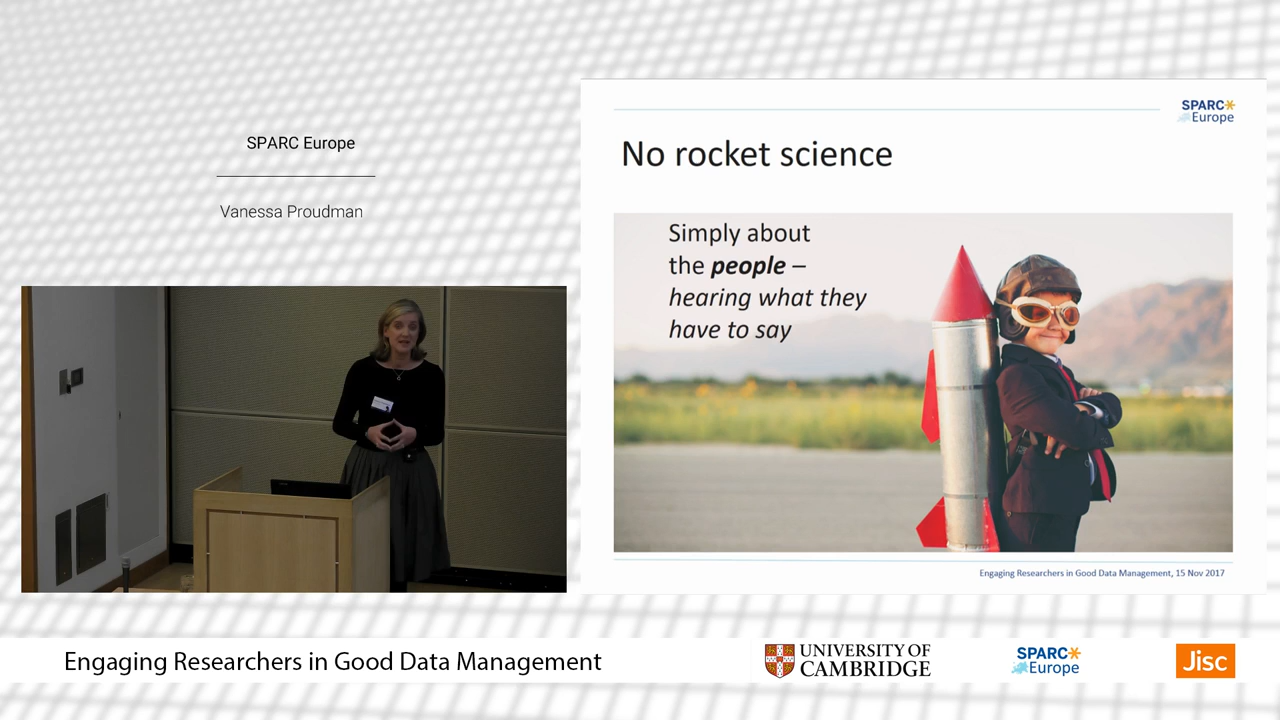 SPARC Europe
Vanessa Proudman
SPARC
Europe
No rocket science
Simply about
the people –
hearing what they
have to say
Engaging Researchers in Good Data Management, 15 Nov 2017
Engaging Researchers in Good Data Management
UNIVERSITY OF
CAMBRIDGE
SPARC
Europe
Jisc